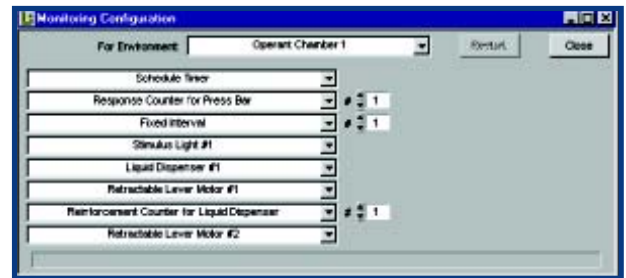 Monitoring Configuration
For Environment: Operant Chamber 1 Restart Close
Schedule Timer
Response Counter for Press Bar # 1
Fixed Interval # 1
Stimulus Light #1
Liquid Dispenser #1
Retractable Lever Motor #1
Reinforcement Counter for Liquid Dispenser # 1
Retractable Lever Motor #2